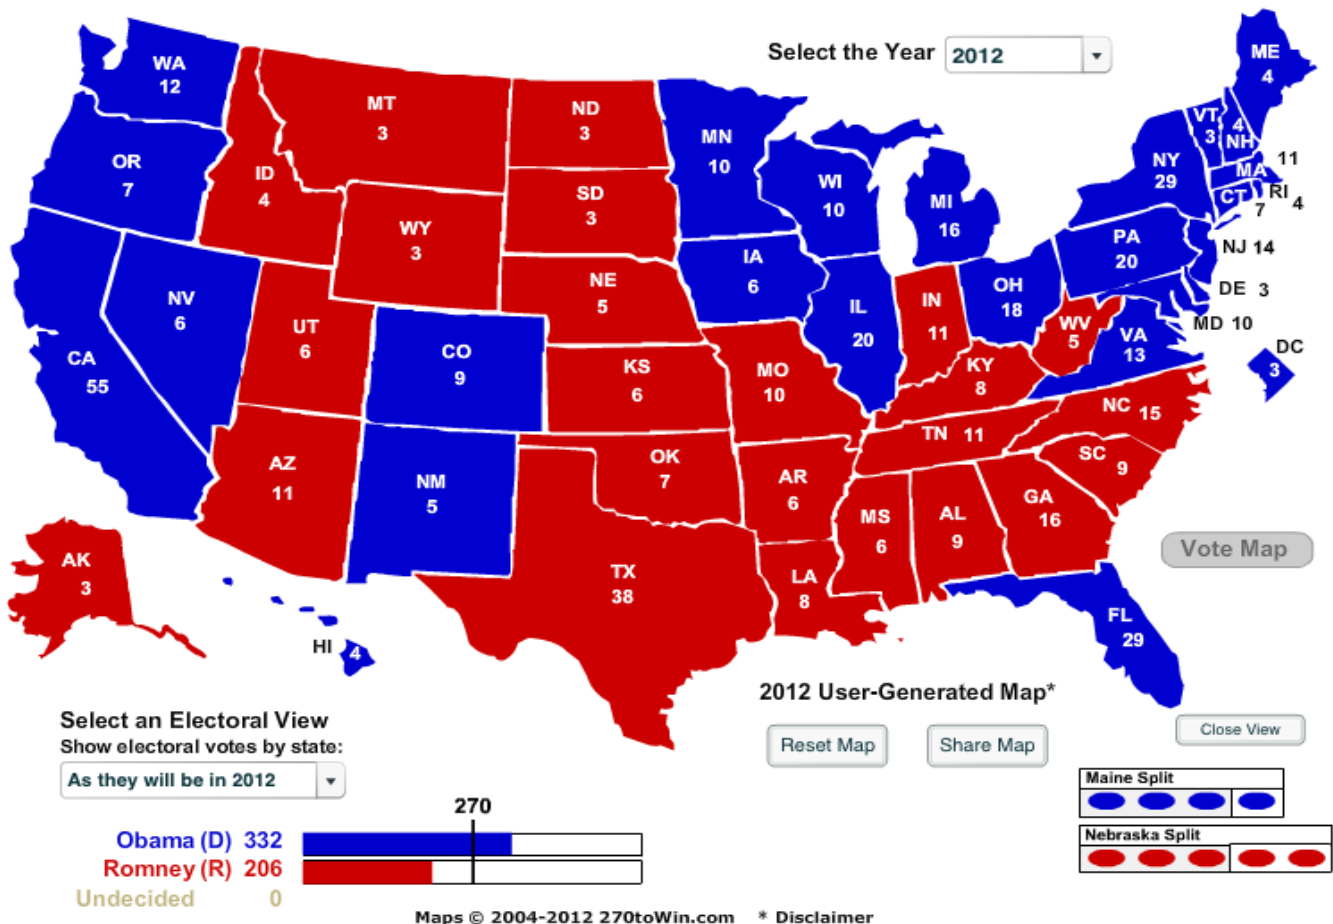 Select the Year 2012
WA
12
OR
7
CA
55
NV
6
ID
4
MT
3
WY
3
UT
6
AZ
11
CO
9
NM
5
ND
3
SD
3
NE
5
KS
6
OK
7
TX
38
MN
10
IA
6
MO
10
AR
6
LA
8
WI
10
IL
20
MI
16
IN
11
OH
18
KY
8
TN 11
MS
6
AL
9
GA
16
FL
29
SC 9
NC 15
VA
13
WV
5
PA
20
NY
29
VT
3
4
NH
ME
4
11
MA
RI 4
CT
7
NJ 14
DE 3
MD 10
DC
3
AK
3
HI 4
Vote Map
2012 User-Generated Map*
Reset Map
Share Map
Close View
Select an Electoral View
Show electoral votes by state:
As they will be in 2012
Maine Split
Nebraska Split
270
Obama (D) 332
Romney (R) 206
Undecided 0
Maps © 2004-2012 270toWin.com * Disclaimer